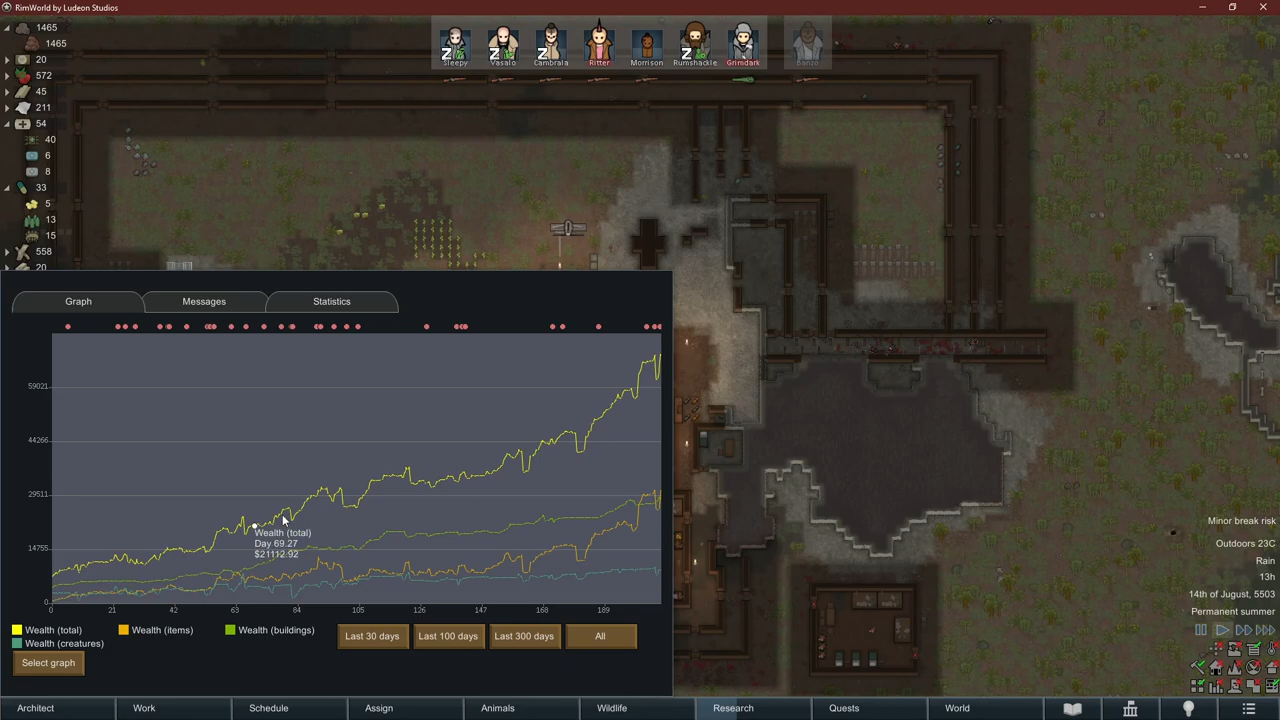 RimWorld by Ludeon Studios
1465
1465
20
572
45
211
54
40
6
8
33
5
13
15
558
20
Z Z Z Z
Sleepy Vasalo Cambrala Ritter Morrison Rumshackle Grimdark Banzo
Graph Messages Statistics
59021
44266
29511
14755
0
Wealth (total)
Day 69.27
$21112.92
0 21 42 63 84 105 126 147 168 189
Wealth (total) Wealth (items) Wealth (buildings)
Wealth (creatures)
Last 30 days Last 100 days Last 300 days All
Select graph
Minor break risk
Outdoors 23C
Rain
13h
14th of Jugust, 5503
Permanent summer
Architect Work Schedule Assign Animals Wildlife Research Quests World